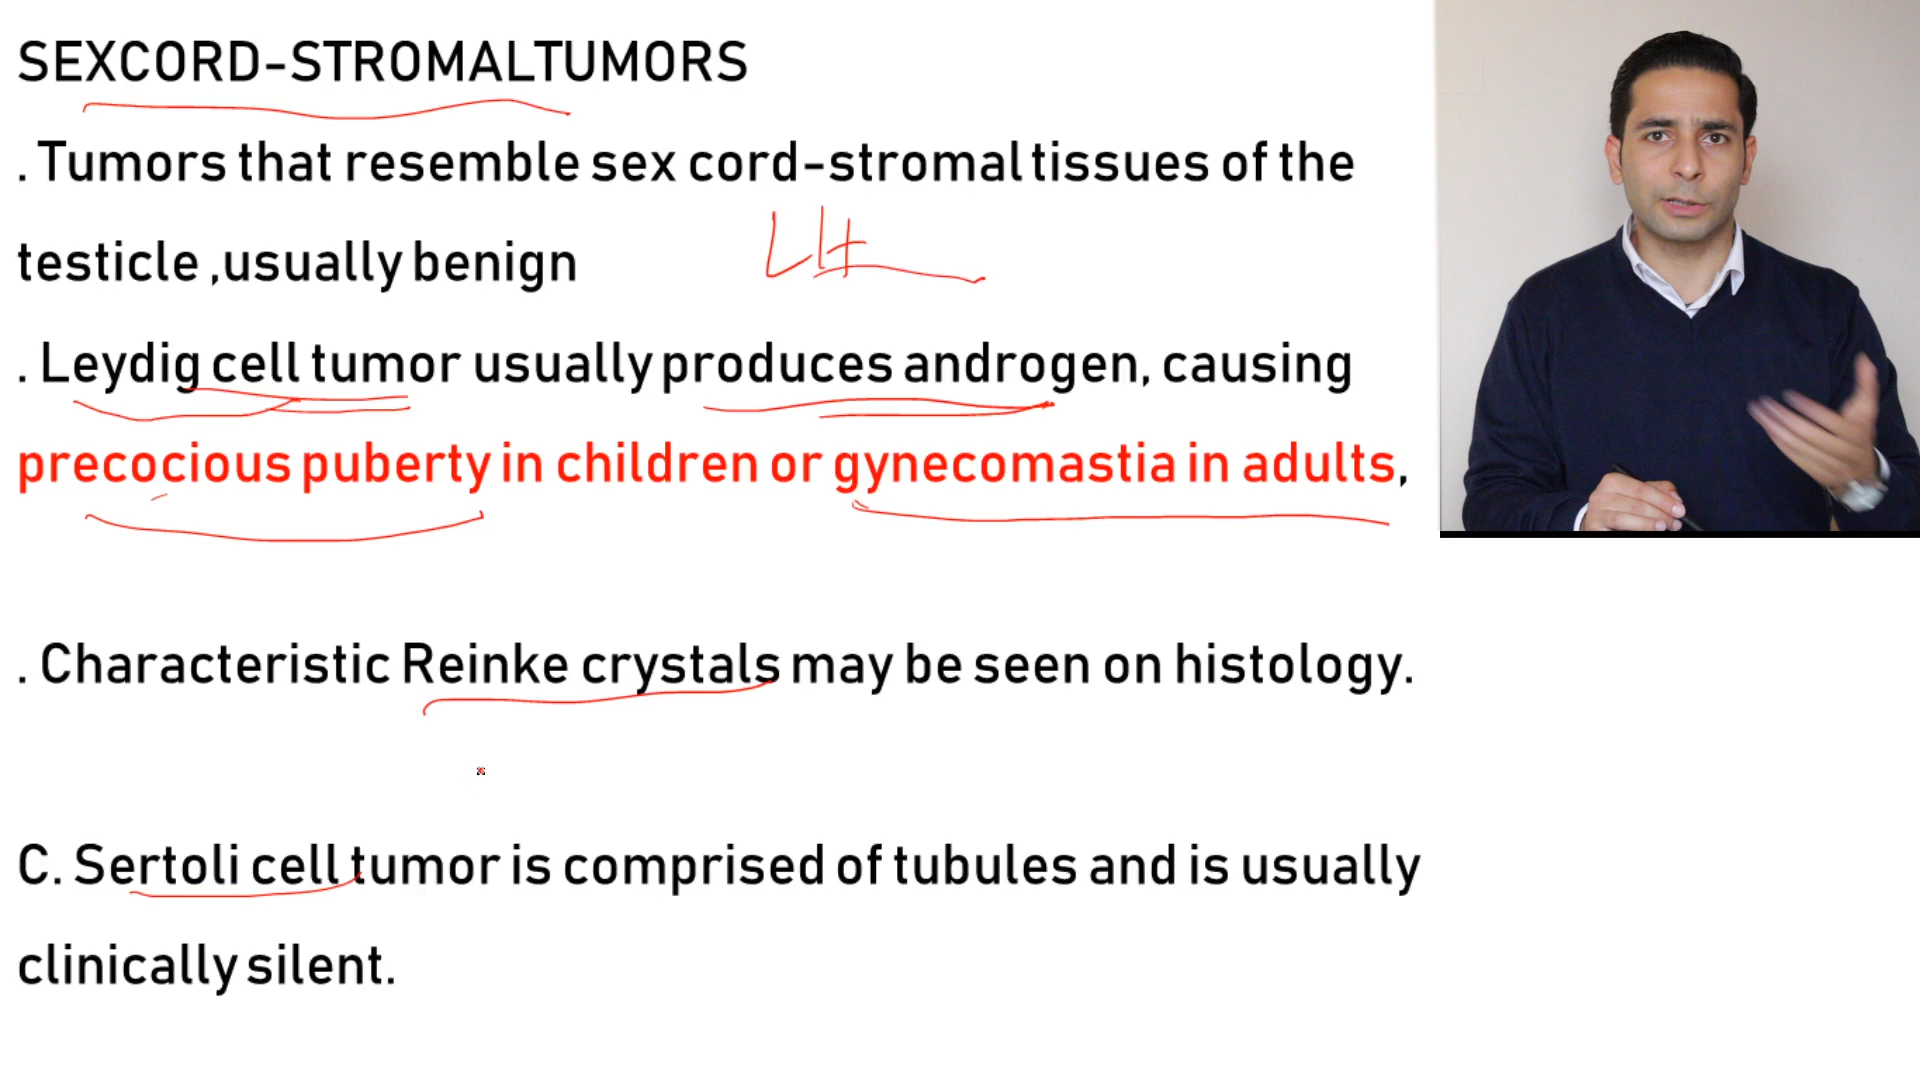 SEXCORD-STROMALTUMORS
. Tumors that resemble sex cord-stromal tissues of the
testicle ,usually benign
LH
. Leydig cell tumor usually produces androgen, causing
precocious puberty in children or gynecomastia in adults,
. Characteristic Reinke crystals may be seen on histology.
C. Sertoli cell tumor is comprised of tubules and is usually
clinically silent.